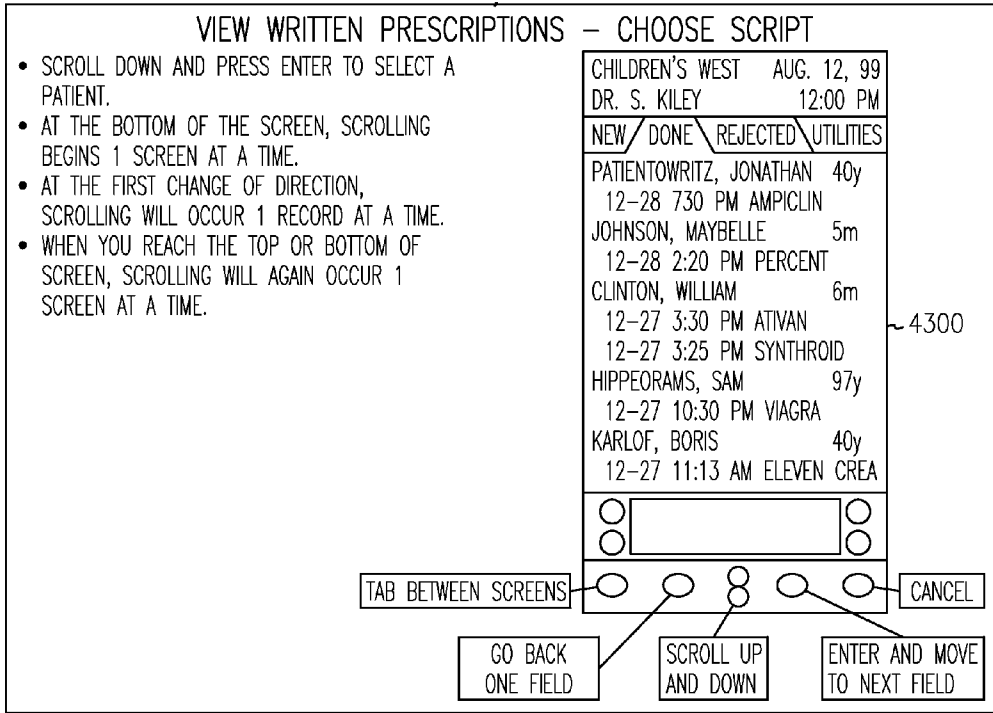 VIEW WRITTEN PRESCRIPTIONS – CHOOSE SCRIPT
• SCROLL DOWN AND PRESS ENTER TO SELECT A
PATIENT.
• AT THE BOTTOM OF THE SCREEN, SCROLLING
BEGINS 1 SCREEN AT A TIME.
• AT THE FIRST CHANGE OF DIRECTION,
SCROLLING WILL OCCUR 1 RECORD AT A TIME.
• WHEN YOU REACH THE TOP OR BOTTOM OF
SCREEN, SCROLLING WILL AGAIN OCCUR 1
SCREEN AT A TIME.
CHILDREN'S WEST AUG. 12, 99
DR. S. KILEY 12:00 PM
NEW DONE REJECTED UTILITIES
PATIENTOWRITZ, JONATHAN 40y
12–28 730 PM AMPICLIN
JOHNSON, MAYBELLE 5m
12–28 2:20 PM PERCENT
CLINTON, WILLIAM 6m
12–27 3:30 PM ATIVAN
12–27 3:25 PM SYNTHROID
HIPPEORAMS, SAM 97y
12–27 10:30 PM VIAGRA
KARLOF, BORIS 40y
12–27 11:13 AM ELEVEN CREA
4300
TAB BETWEEN SCREENS
CANCEL
GO BACK
ONE FIELD
SCROLL UP
AND DOWN
ENTER AND MOVE
TO NEXT FIELD